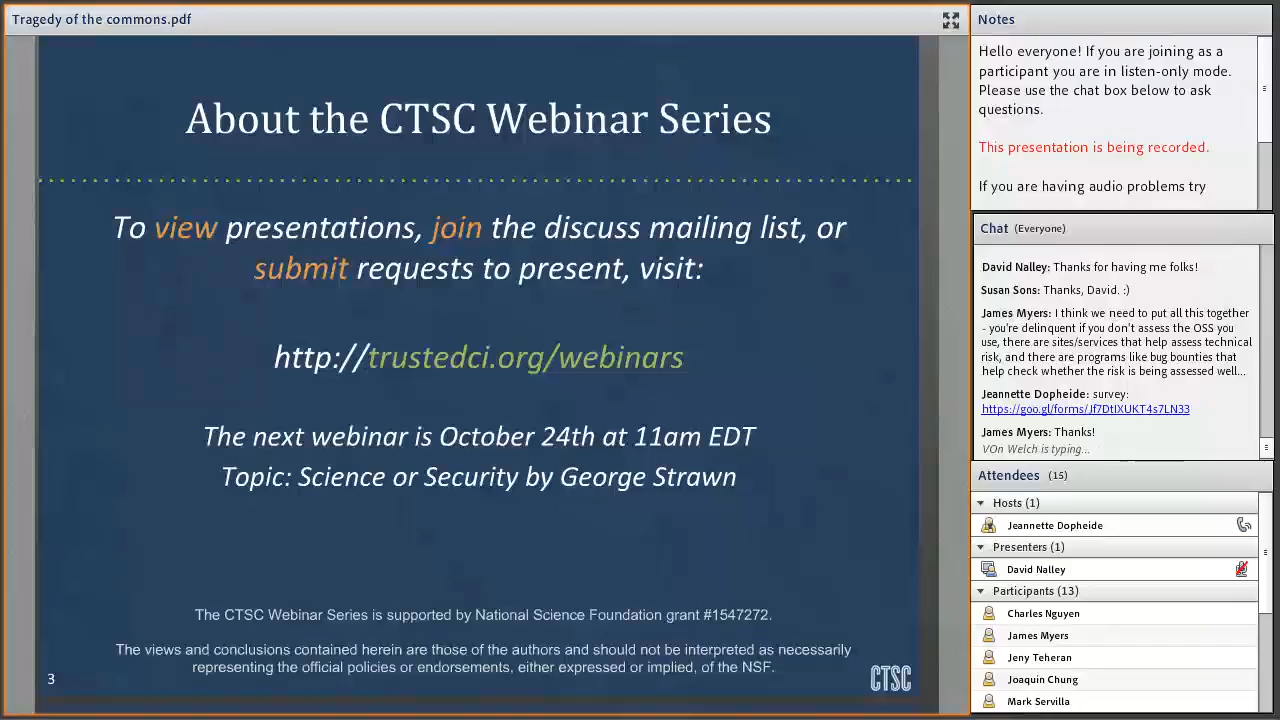 Tragedy of the commons.pdf
About the CTSC Webinar Series
To view presentations, join the discuss mailing list, or
submit requests to present, visit:
http://trustedci.org/webinars
The next webinar is October 24th at 11am EDT
Topic: Science or Security by George Strawn
The CTSC Webinar Series is supported by National Science Foundation grant #1547272.
The views and conclusions contained herein are those of the authors and should not be interpreted as necessarily
representing the official policies or endorsements, either expressed or implied, of the NSF.
3
CTSC
Notes
Hello everyone! If you are joining as a
participant you are in listen-only mode.
Please use the chat box below to ask
questions.
This presentation is being recorded.
If you are having audio problems try
Chat (Everyone)
David Nalley: Thanks for having me folks!
Susan Sons: Thanks, David. :)
James Myers: I think we need to put all this together
- you're delinquent if you don't assess the OSS you
use, there are sites/services that help assess technical
risk, and there are programs like bug bounties that
help check whether the risk is being assessed well...
Jeannette Dopheide: survey:
https://goo.gl/forms/Jf7DtIXUKT4s7LN33
James Myers: Thanks!
VOn Welch is typing...
Attendees (15)
Hosts (1)
Jeannette Dopheide
Presenters (1)
David Nalley
Participants (13)
Charles Nguyen
James Myers
Jeny Teheran
Joaquin Chung
Mark Servilla